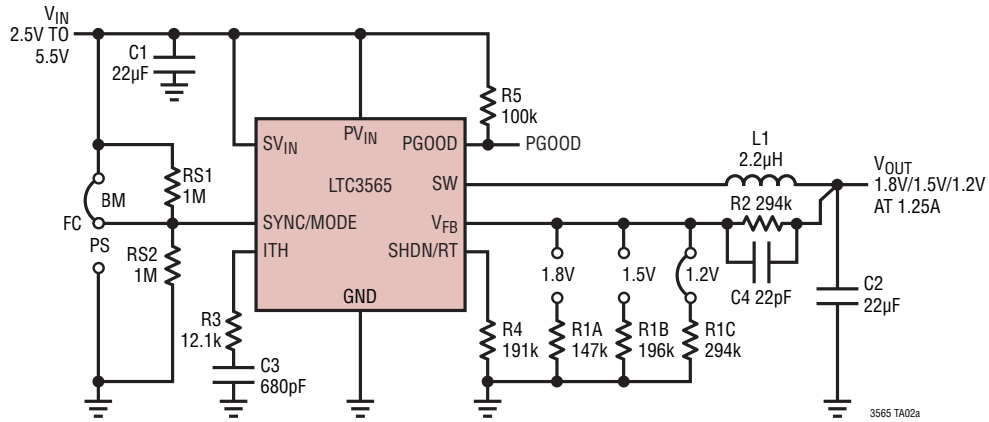 VIN
2.5V TO
5.5V
C1
22µF
R5
100k
SVIN
PVIN
PGOOD
PGOOD
LTC3565
SW
L1
2.2µH
VOUT
1.8V/1.5V/1.2V
AT 1.25A
RS1
1M
BM
FC
SYNC/MODE
VFB
R2 294k
PS
RS2
1M
ITH
SHDN/RT
1.8V
1.5V
1.2V
C4 22pF
C2
22µF
GND
R3
12.1k
R4
191k
R1A
147k
R1B
196k
R1C
294k
C3
680pF
3565 TA02a